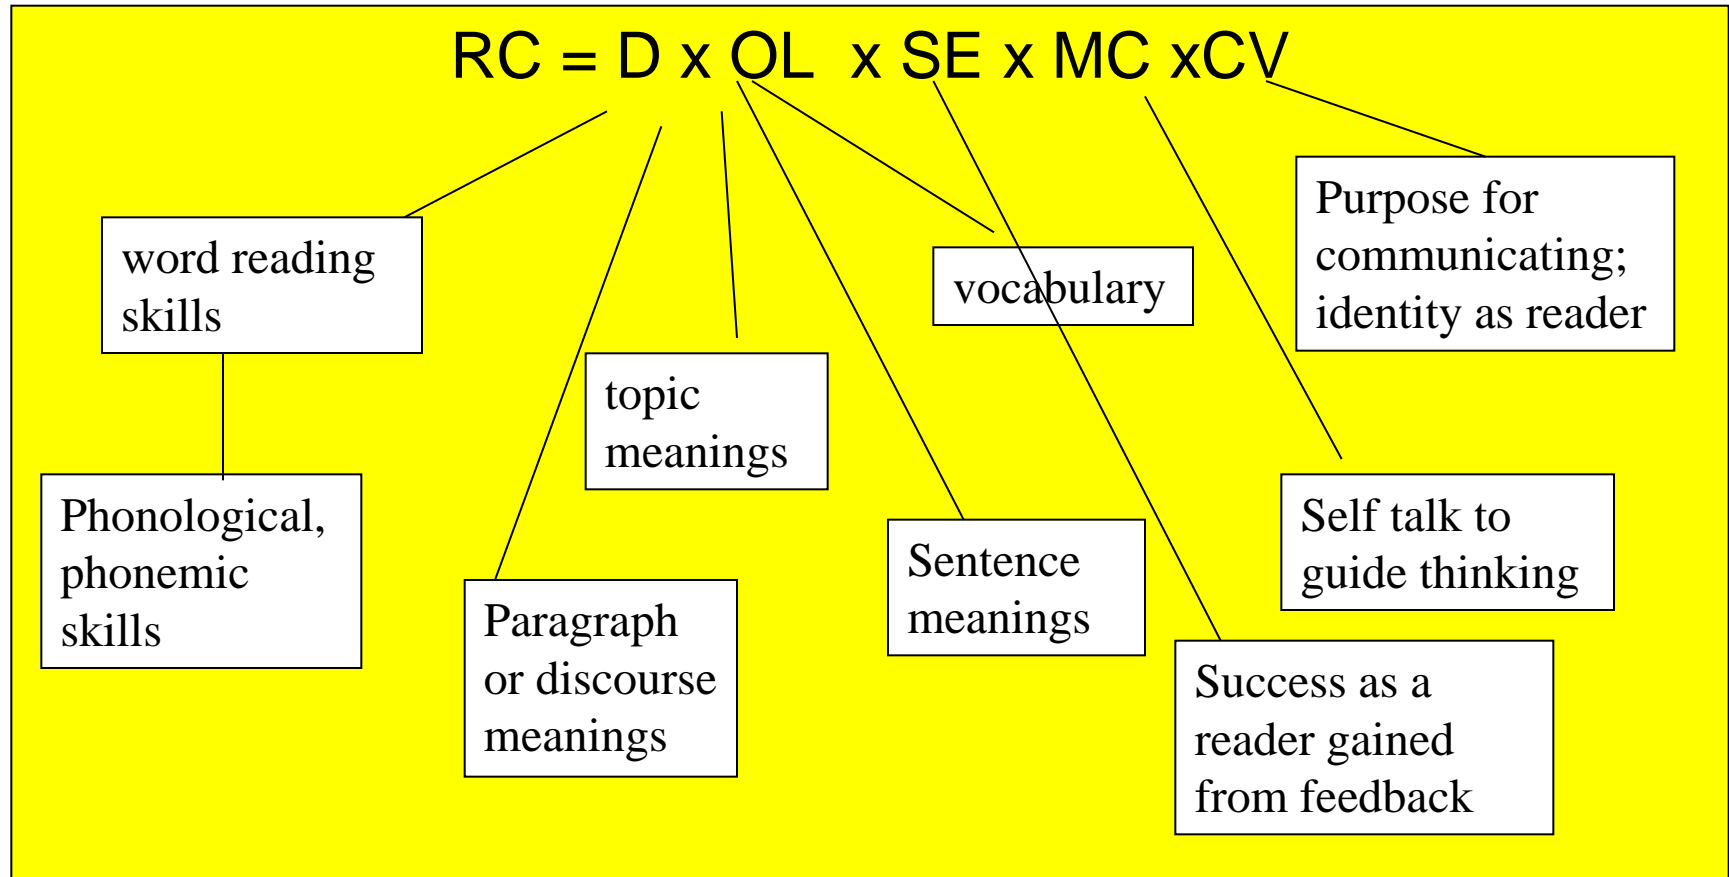 RC = D x OL x SE x MC xCV
word reading
skills
Phonological,
phonemic
skills
Paragraph
or discourse
meanings
topic
meanings
Sentence
meanings
vocabulary
Success as a
reader gained
from feedback
Self talk to
guide thinking
Purpose for
communicating;
identity as reader